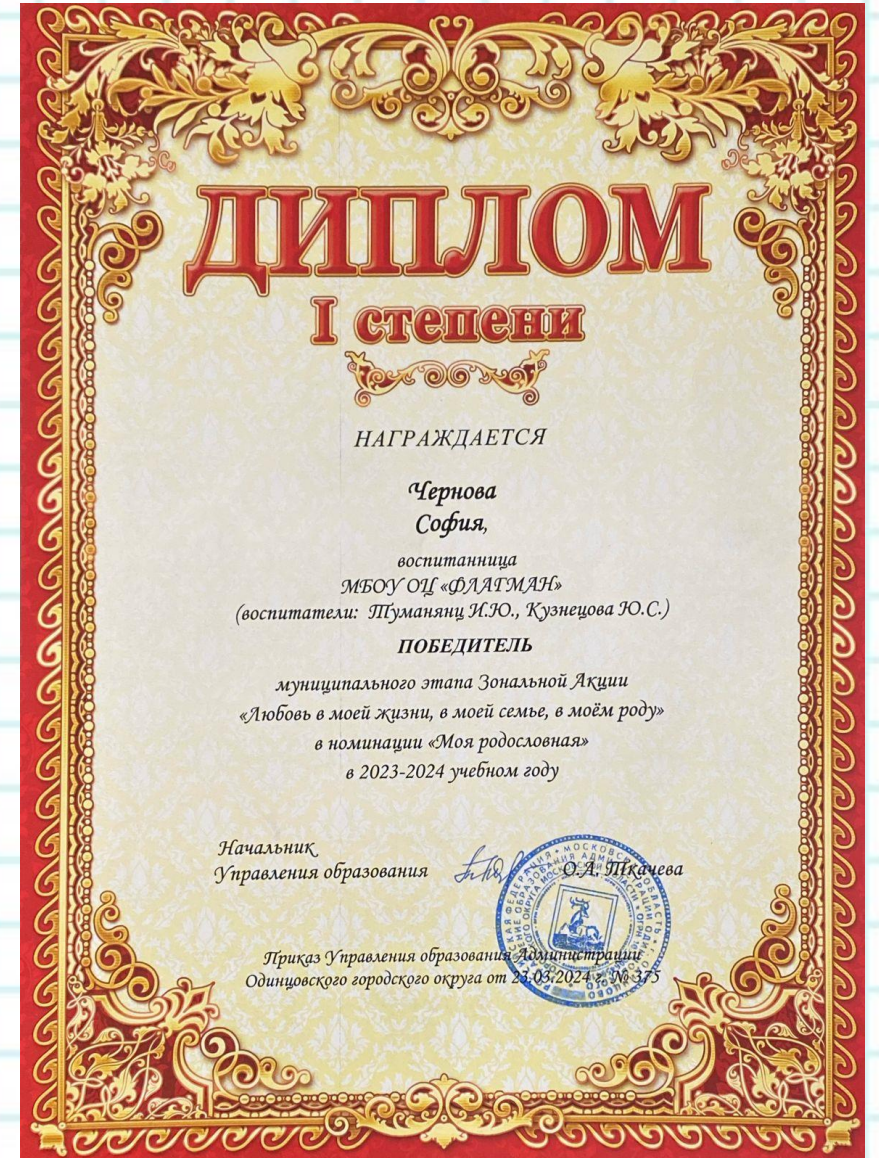 ДИПЛОМ
I степени
НАГРАЖДАЕТСЯ
Чернова
София,
воспитанница
МБОУ ОЦ «ФЛАГМАН»
(воспитатели: Туманянц И.Ю., Кузнецова Ю.С.)
ПОБЕДИТЕЛЬ
муниципального этапа Зональной Акции
«Любовь в моей жизни, в моей семье, в моём роду»
в номинации «Моя родословная»
в 2023-2024 учебном году
Начальник
Управления образования О.А. Ткачева
Приказ Управления образования Администрации
Одинцовского городского округа от 23.03.2024 г. № 375